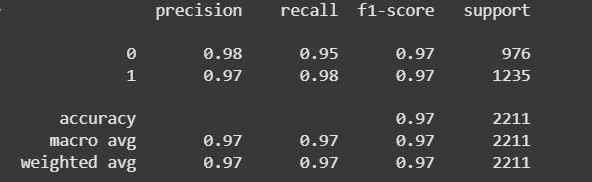 precision recall f1-score support
0 0.98 0.95 0.97 976
1 0.97 0.98 0.97 1235
accuracy 0.97 2211
macro avg 0.97 0.97 0.97 2211
weighted avg 0.97 0.97 0.97 2211